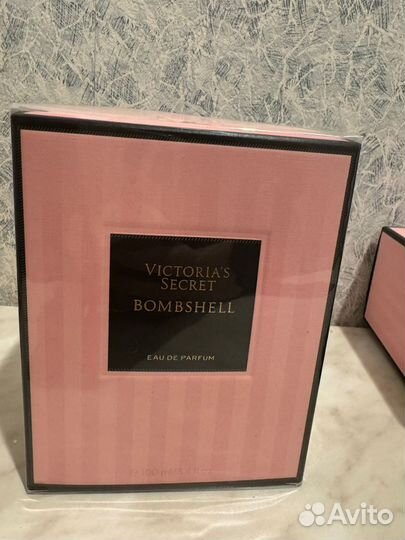 VICTORIA'S
SECRET
BOMBSHELL
EAU DE PARFUM
Avito